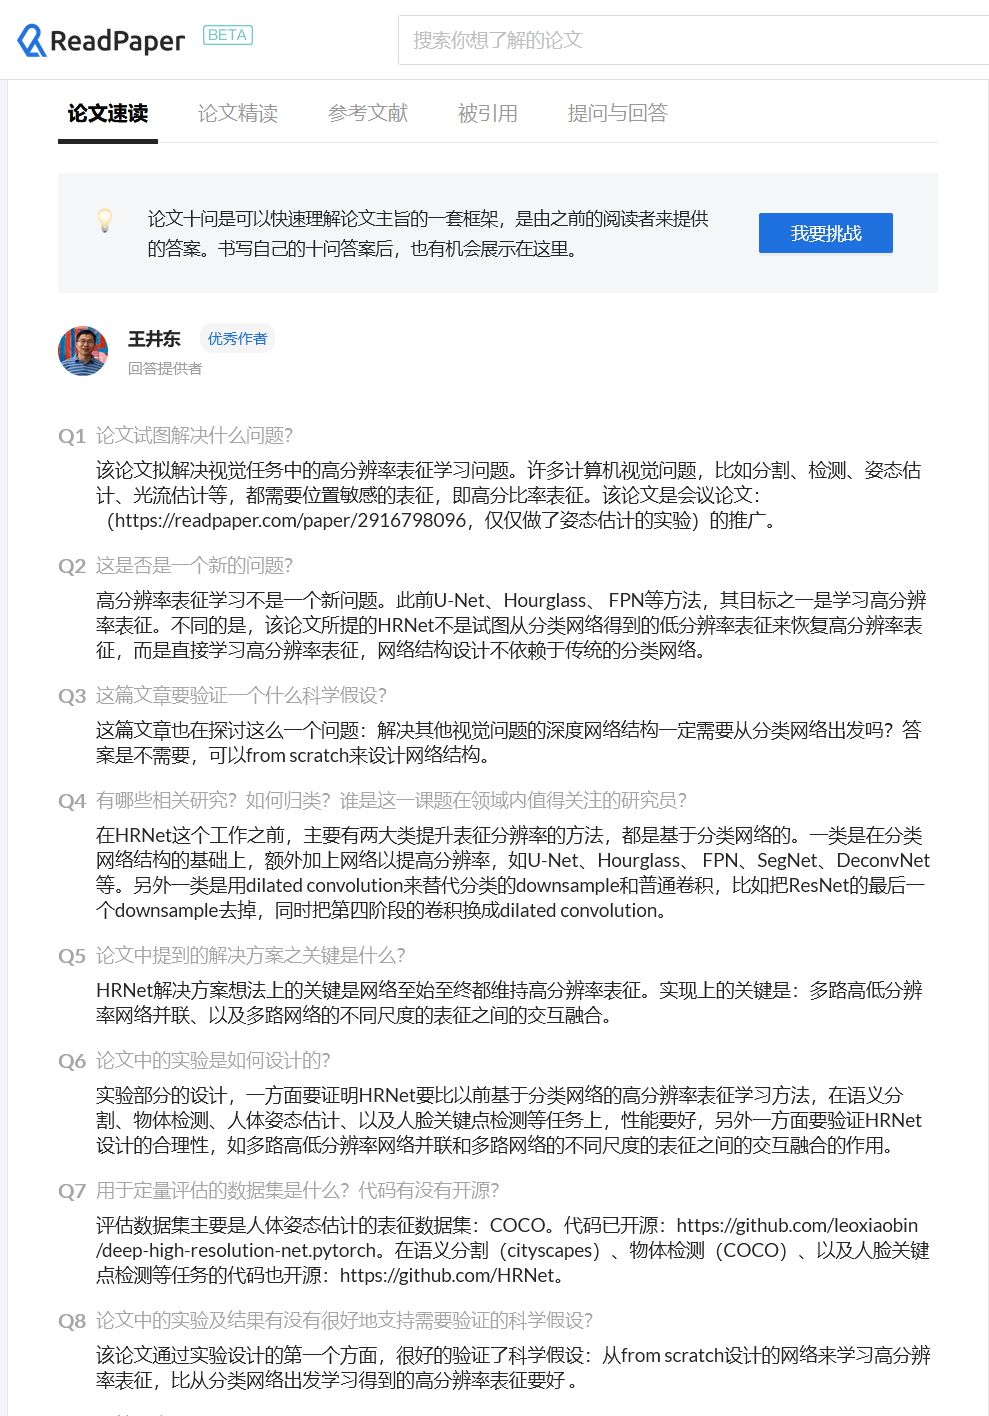 ReadPaper BETA 搜索你想了解的论文
论文速读 论文精读 参考文献 被引用 提问与回答
论文十问是可以快速理解论文主旨的一套框架，是由之前的阅读者来提供
的答案。书写自己的十问答案后，也有机会展示在这里。
我要挑战
王井东 优秀作者
回答提供者
Q1 论文试图解决什么问题？
该论文拟解决视觉任务中的高分辨率表征学习问题。许多计算机视觉问题，比如分割、检测、姿态估
计、光流估计等，都需要位置敏感的表征，即高分比率表征。该论文是会议论文：
（https://readpaper.com/paper/2916798096，仅仅做了姿态估计的实验）的推广。
Q2 这是否是一个新的问题？
高分辨率表征学习不是一个新问题。此前U-Net、Hourglass、 FPN等方法，其目标之一是学习高分辨
率表征。不同的是，该论文所提的HRNet不是试图从分类网络得到的低分辨率表征来恢复高分辨率表
征，而是直接学习高分辨率表征，网络结构设计不依赖于传统的分类网络。
Q3 这篇文章要验证一个什么科学假设？
这篇文章也在探讨这么一个问题：解决其他视觉问题的深度网络结构一定需要从分类网络出发吗？答
案是不需要，可以from scratch来设计网络结构。
Q4 有哪些相关研究？如何归类？谁是这一课题在领域内值得关注的研究员？
在HRNet这个工作之前，主要有两大类提升表征分辨率的方法，都是基于分类网络的。一类是在分类
网络结构的基础上，额外加上网络以提高分辨率，如U-Net、Hourglass、 FPN、SegNet、DeconvNet
等。另外一类是用dilated convolution来替代分类的downsample和普通卷积，比如把ResNet的最后一
个downsample去掉，同时把第四阶段的卷积换成dilated convolution。
Q5 论文中提到的解决方案之关键是什么？
HRNet解决方案想法上的关键是网络至始至终都维持高分辨率表征。实现上的关键是：多路高低分辨
率网络并联、以及多路网络的不同尺度的表征之间的交互融合。
Q6 论文中的实验是如何设计的？
实验部分的设计，一方面要证明HRNet要比以前基于分类网络的高分辨率表征学习方法，在语义分
割、物体检测、人体姿态估计、以及人脸关键点检测等任务上，性能要好，另外一方面要验证HRNet
设计的合理性，如多路高低分辨率网络并联和多路网络的不同尺度的表征之间的交互融合的作用。
Q7 用于定量评估的数据集是什么？代码有没有开源？
评估数据集主要是人体姿态估计的表征数据集：COCO。代码已开源：https://github.com/leoxiaobin
/deep-high-resolution-net.pytorch。在语义分割（cityscapes）、物体检测（COCO）、以及人脸关键
点检测等任务的代码也开源：https://github.com/HRNet。
Q8 论文中的实验及结果有没有很好地支持需要验证的科学假设？
该论文通过实验设计的第一个方面，很好的验证了科学假设：从from scratch设计的网络来学习高分辨
率表征，比从分类网络出发学习得到的高分辨率表征要好 。